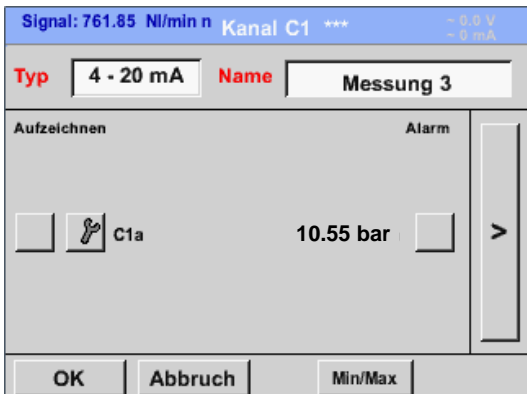 Signal: 761.85 Nl/min n Kanal C1 *** ~ 0.0 V
~ 0 mA
Typ 4 - 20 mA Name Messung 3
Aufzeichnen Alarm
C1a 10.55 bar >
OK Abbruch Min/Max